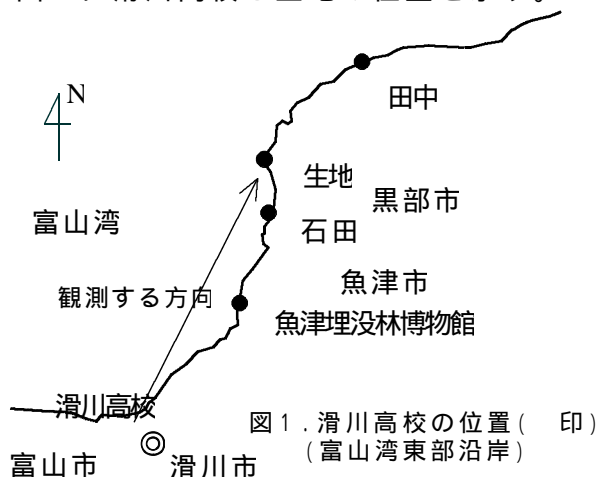 N
田中
生地
黒部市
富山湾
石田
魚津市
観測する方向
魚津埋没林博物館
滑川高校
図1.滑川高校の位置( 印)
(富山湾東部沿岸)
富山市
滑川市